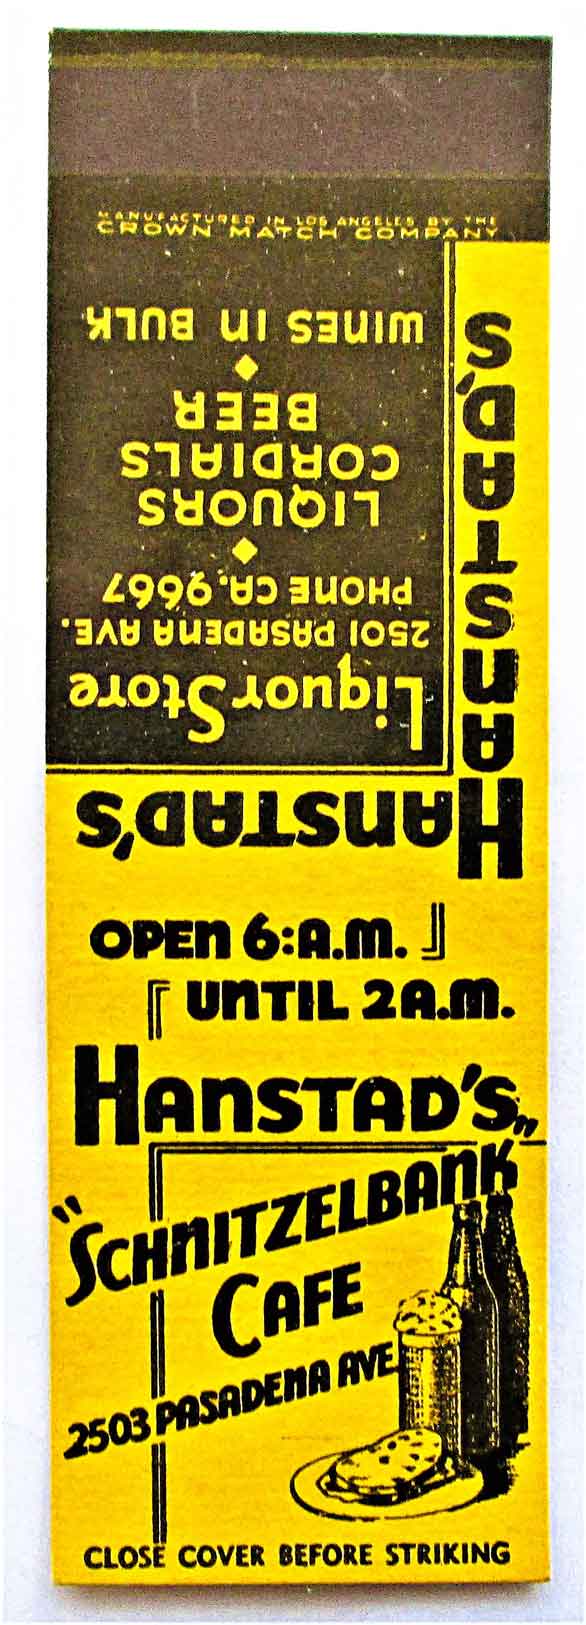 MANUFACTURED IN LOS ANGELES BY THE
CROWN MATCH COMPANY
HANSTAD'S
HANSTAD'S
Liquor Store
2501 PASADENA AVE.
PHONE CA. 9667
LIQUORS
CORDIALS
BEER
WINES IN BULK
OPEN 6:A.M.
UNTIL 2 A.M.
HANSTAD'S
"SCHNITZELBANK"
CAFE
2503 PASADENA AVE.
CLOSE COVER BEFORE STRIKING